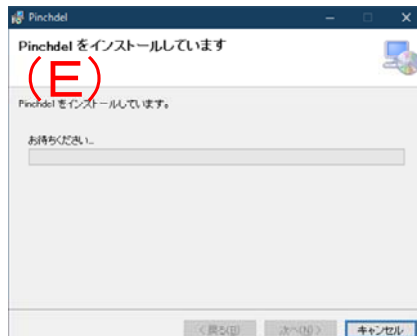 Pinchdel
Pinchdel をインストールしています
(E)
Pinchdel をインストールしています。
お待ちください...
< 戻る(B)
次へ(N) >
キャンセル